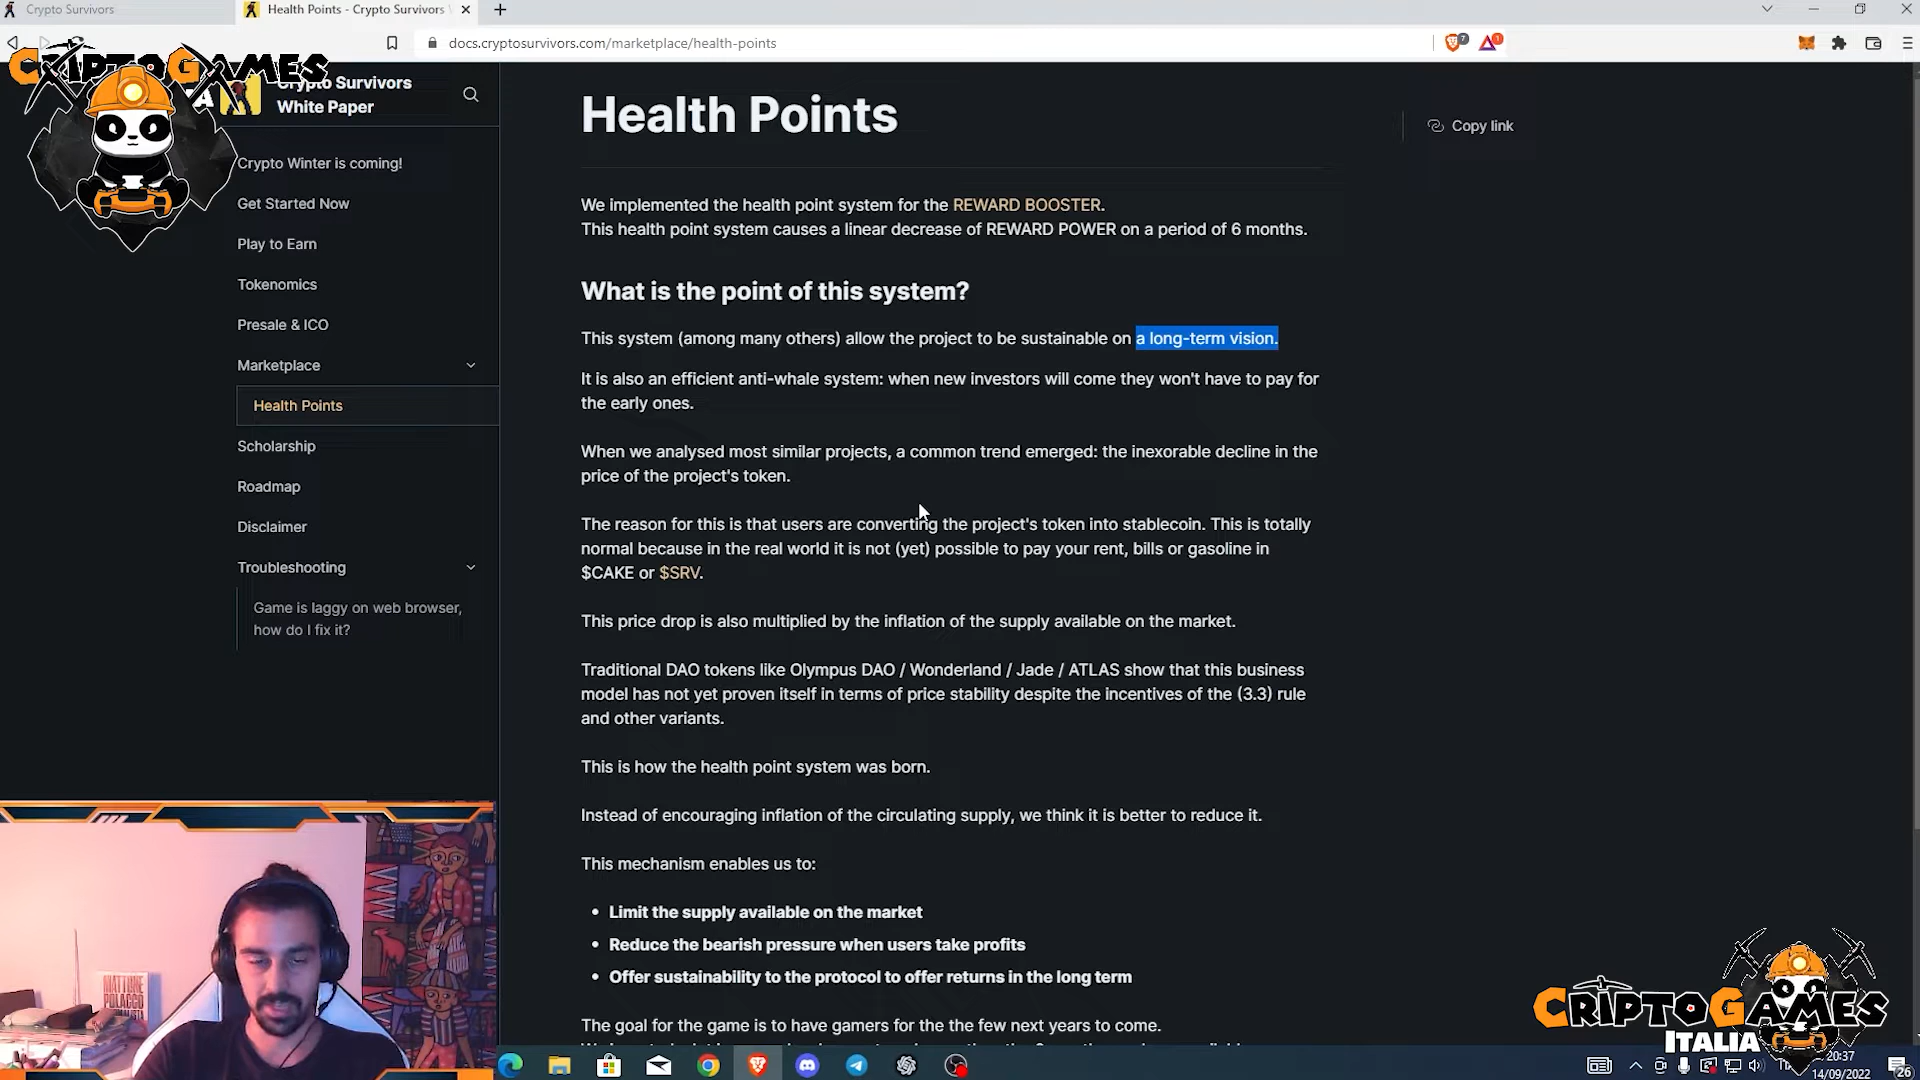 Crypto Survivors
Health Points - Crypto Survivors
docs.cryptosurvivors.com/marketplace/health-points
7
1
CRIPTOGAMES
Crypto Survivors
White Paper
Crypto Winter is coming!
Get Started Now
Play to Earn
Tokenomics
Presale & ICO
Marketplace
Health Points
Scholarship
Roadmap
Disclaimer
Troubleshooting
Game is laggy on web browser,
how do I fix it?
Health Points
Copy link
We implemented the health point system for the REWARD BOOSTER.
This health point system causes a linear decrease of REWARD POWER on a period of 6 months.
What is the point of this system?
This system (among many others) allow the project to be sustainable on a long-term vision.
It is also an efficient anti-whale system: when new investors will come they won't have to pay for
the early ones.
When we analysed most similar projects, a common trend emerged: the inexorable decline in the
price of the project's token.
The reason for this is that users are converting the project's token into stablecoin. This is totally
normal because in the real world it is not (yet) possible to pay your rent, bills or gasoline in
$CAKE or $SRV.
This price drop is also multiplied by the inflation of the supply available on the market.
Traditional DAO tokens like Olympus DAO / Wonderland / Jade / ATLAS show that this business
model has not yet proven itself in terms of price stability despite the incentives of the (3.3) rule
and other variants.
This is how the health point system was born.
Instead of encouraging inflation of the circulating supply, we think it is better to reduce it.
This mechanism enables us to:
• Limit the supply available on the market
• Reduce the bearish pressure when users take profits
• Offer sustainability to the protocol to offer returns in the long term
The goal for the game is to have gamers for the the few next years to come.
MATTONE
POLACCO
CRIPTOGAMES
ITALIA
20:37
14/09/2022
26